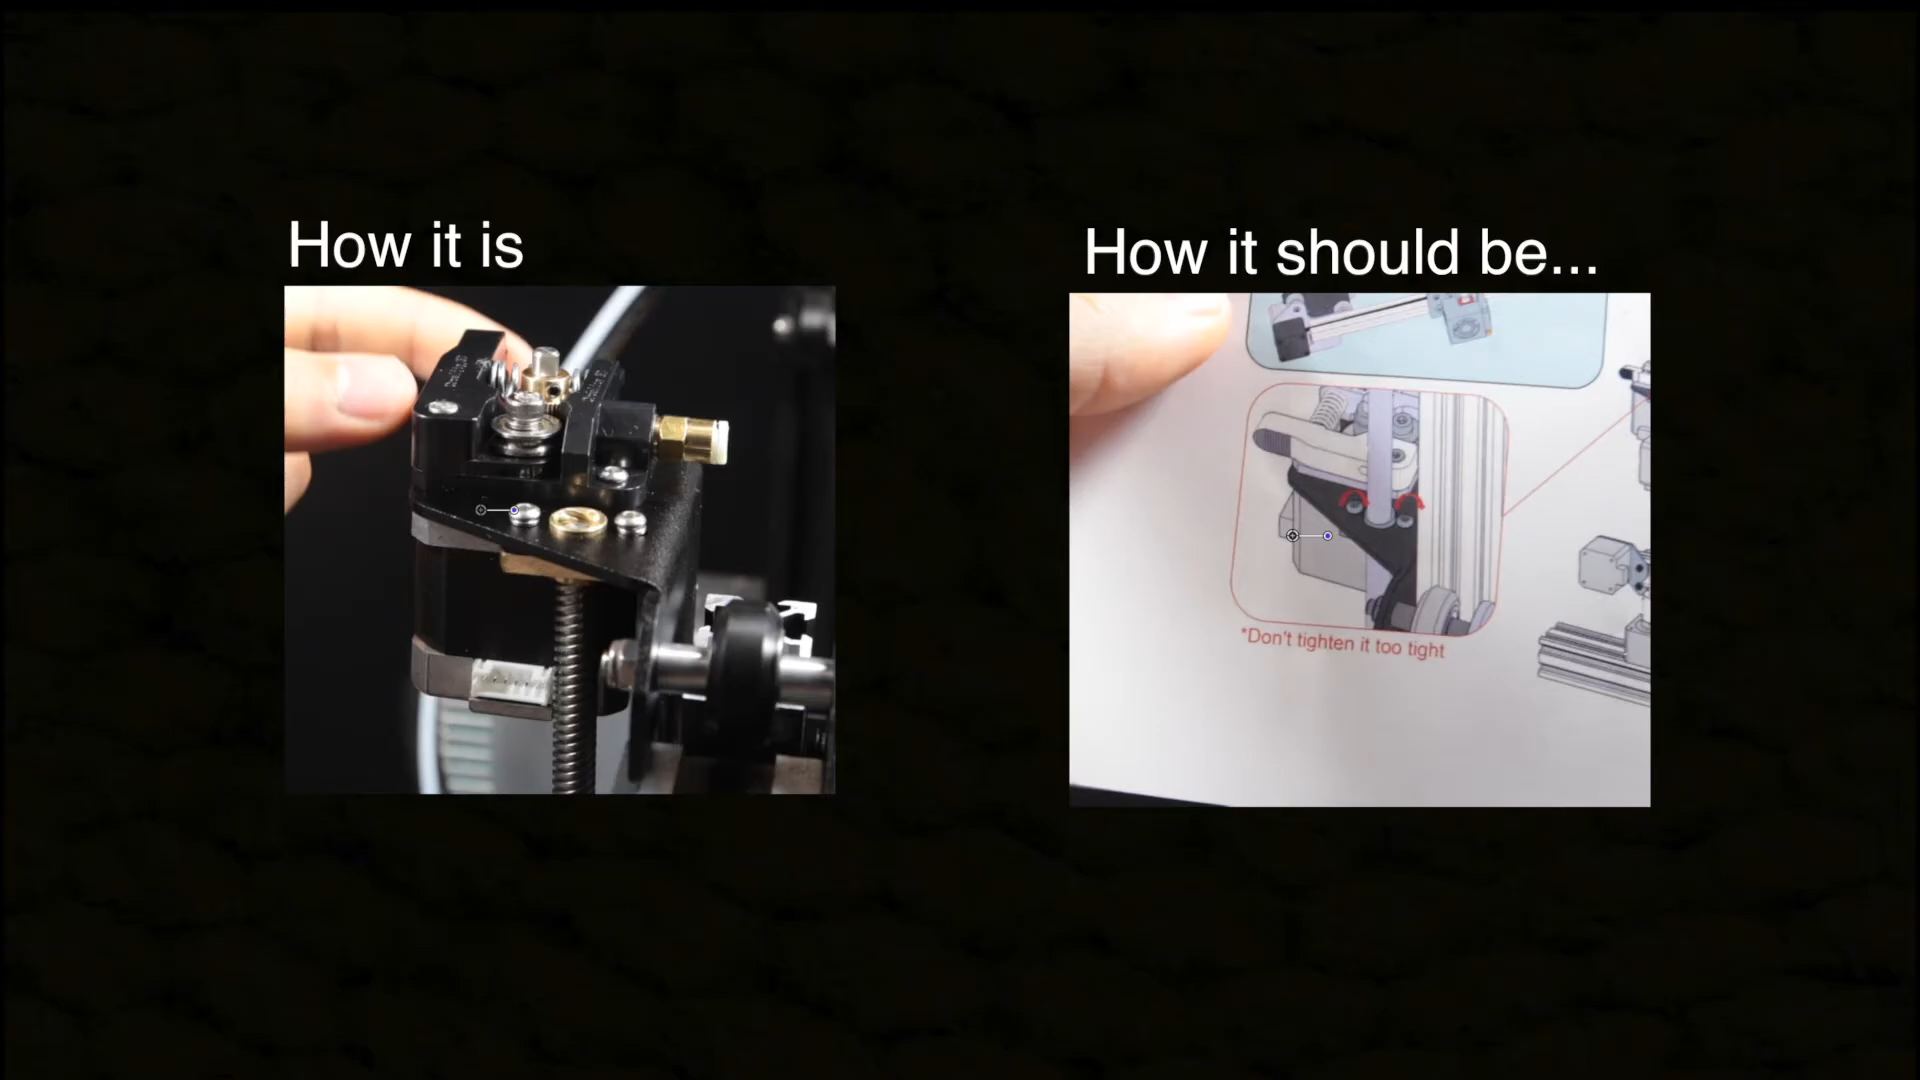 How it is
How it should be...
*Don't tighten it too tight